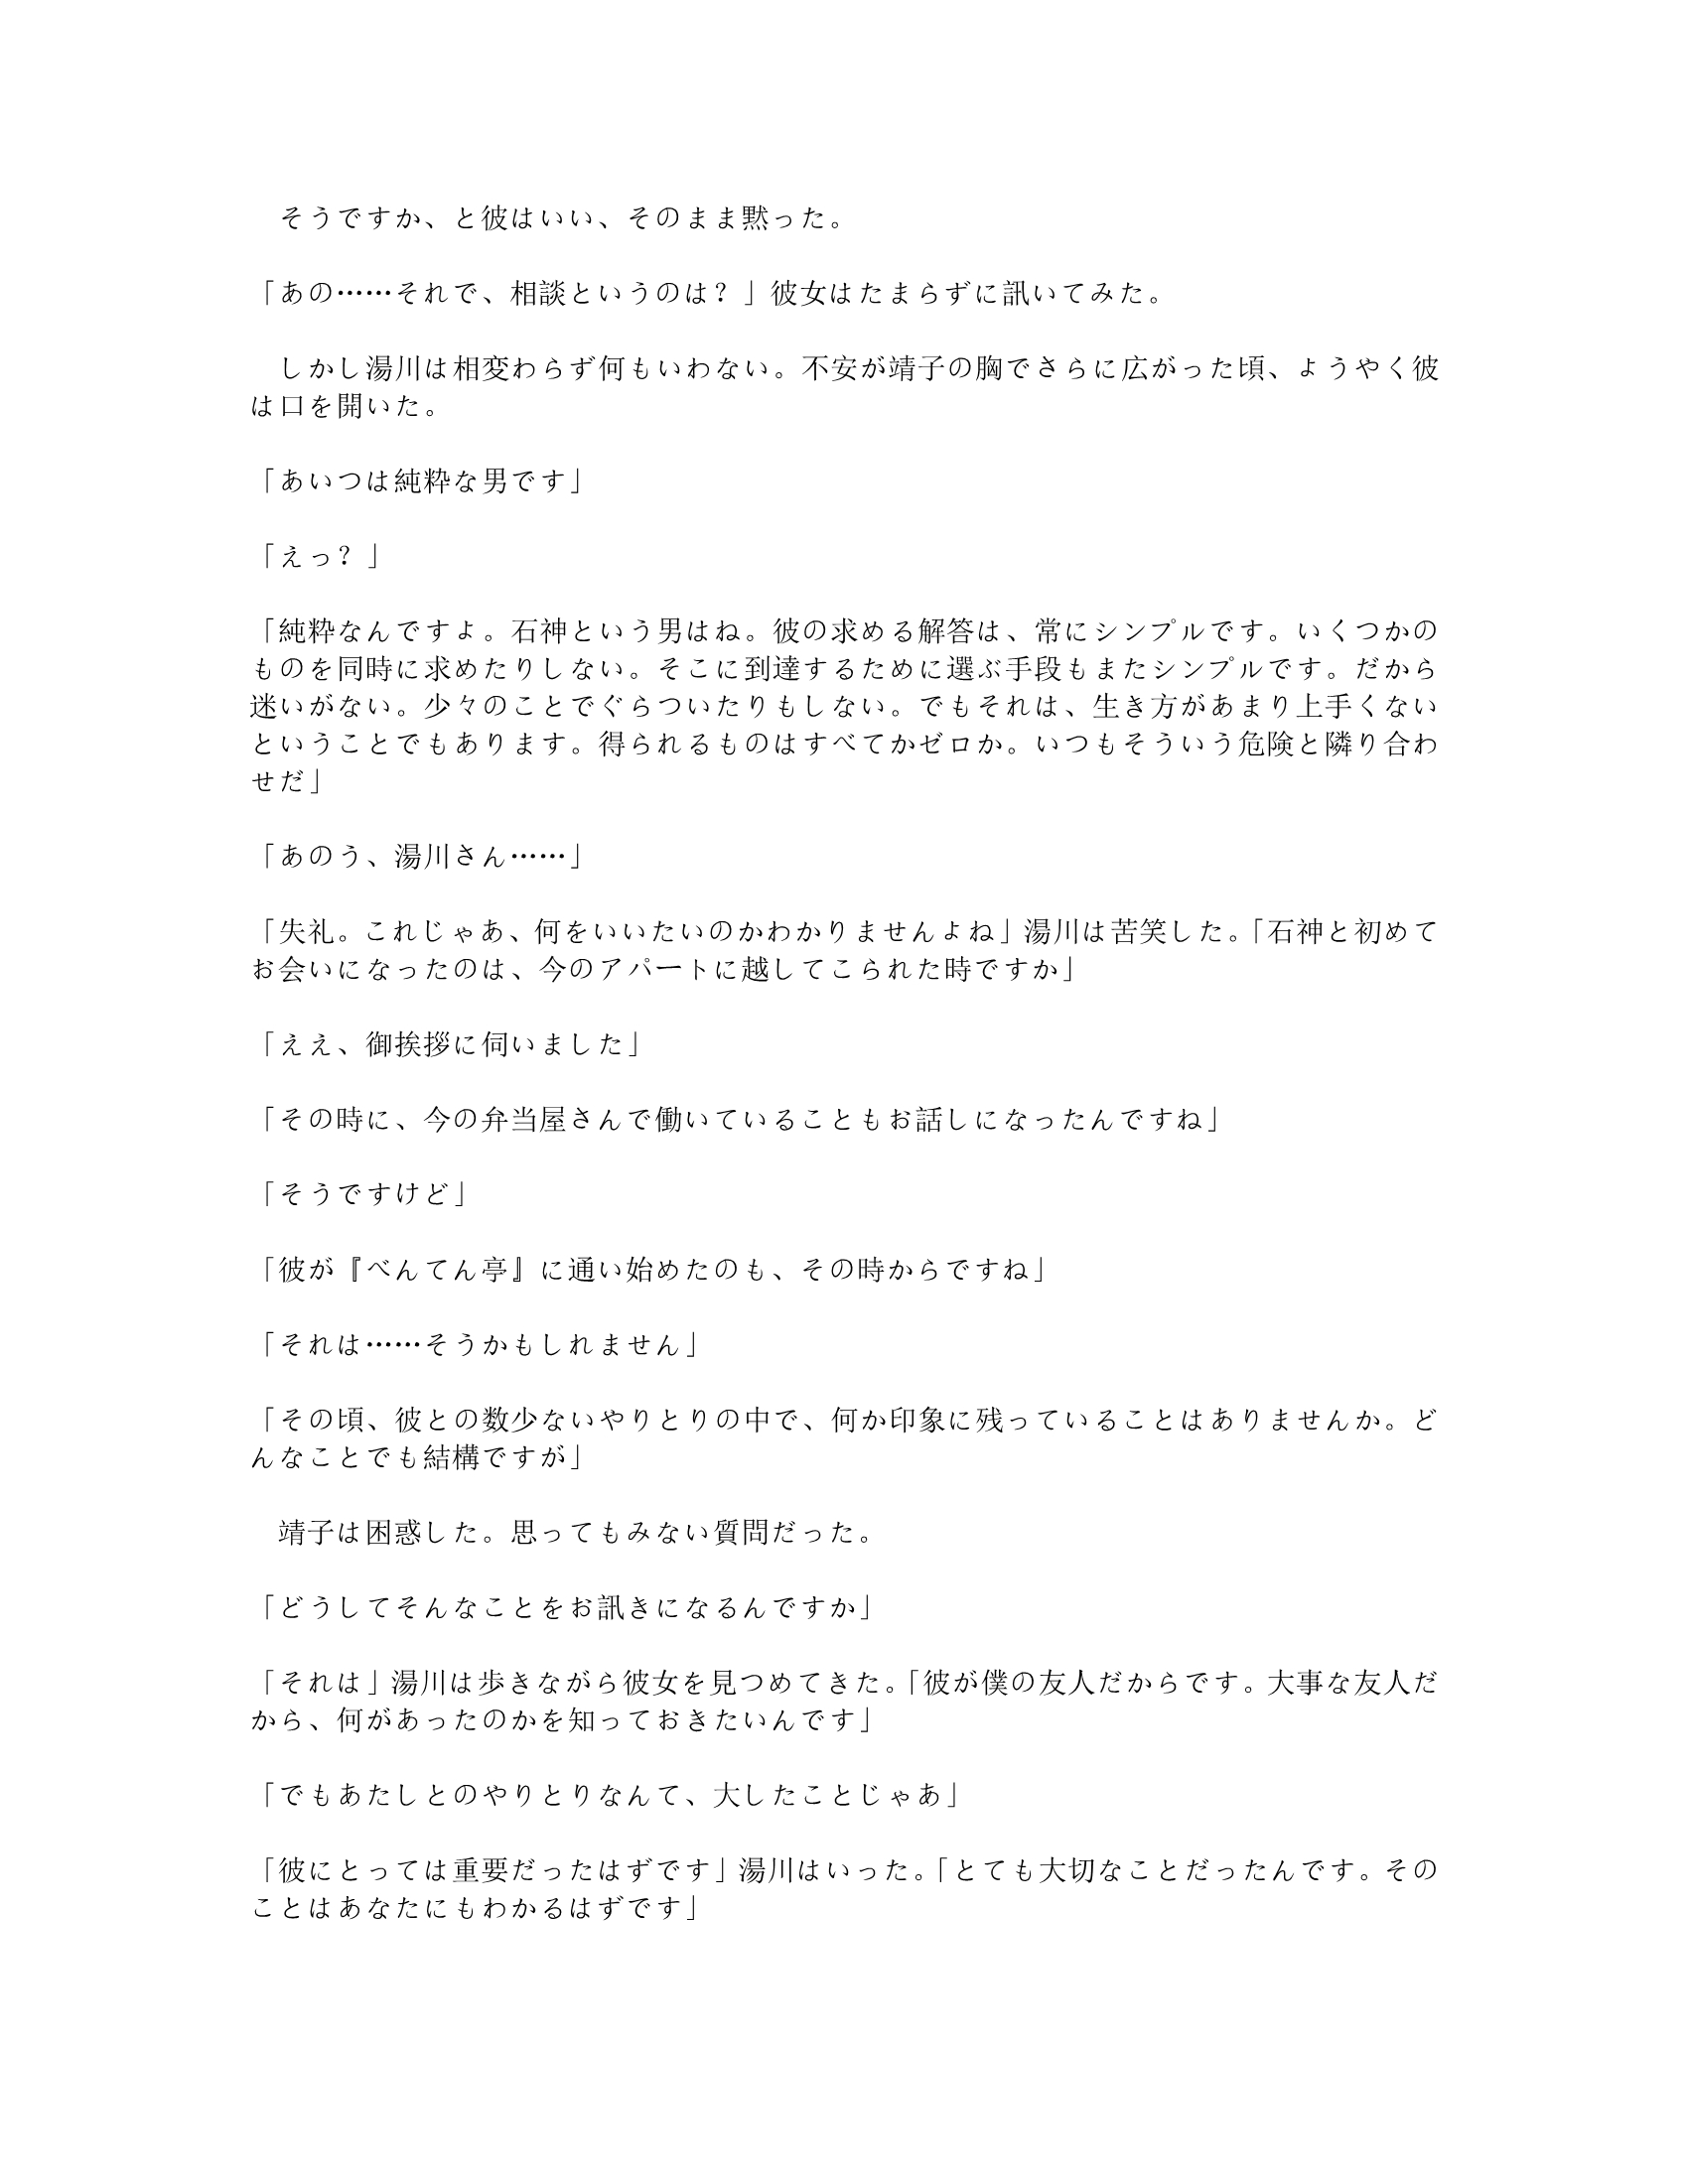 そうですか、と彼はいい、そのまま黙った。
「あの……それで、相談というのは？」彼女はたまらずに訊いてみた。
　しかし湯川は相変わらず何もいわない。不安が靖子の胸でさらに広がった頃、ようやく彼
は口を開いた。
「あいつは純粋な男です」
「えっ？」
「純粋なんですよ。石神という男はね。彼の求める解答は、常にシンプルです。いくつかの
ものを同時に求めたりしない。そこに到達するために選ぶ手段もまたシンプルです。だから
迷いがない。少々のことでぐらついたりもしない。でもそれは、生き方があまり上手くない
ということでもあります。得られるものはすべてかゼロか。いつもそういう危険と隣り合わ
せだ」
「あのう、湯川さん……」
「失礼。これじゃあ、何をいいたいのかわかりませんよね」湯川は苦笑した。「石神と初めて
お会いになったのは、今のアパートに越してこられた時ですか」
「ええ、御挨拶に伺いました」
「その時に、今の弁当屋さんで働いていることもお話しになったんですね」
「そうですけど」
「彼が『べんてん亭』に通い始めたのも、その時からですね」
「それは……そうかもしれません」
「その頃、彼との数少ないやりとりの中で、何か印象に残っていることはありませんか。ど
んなことでも結構ですが」
　靖子は困惑した。思ってもみない質問だった。
「どうしてそんなことをお訊きになるんですか」
「それは」湯川は歩きながら彼女を見つめてきた。「彼が僕の友人だからです。大事な友人だ
から、何があったのかを知っておきたいんです」
「でもあたしとのやりとりなんて、大したことじゃあ」
「彼にとっては重要だったはずです」湯川はいった。「とても大切なことだったんです。その
ことはあなたにもわかるはずです」